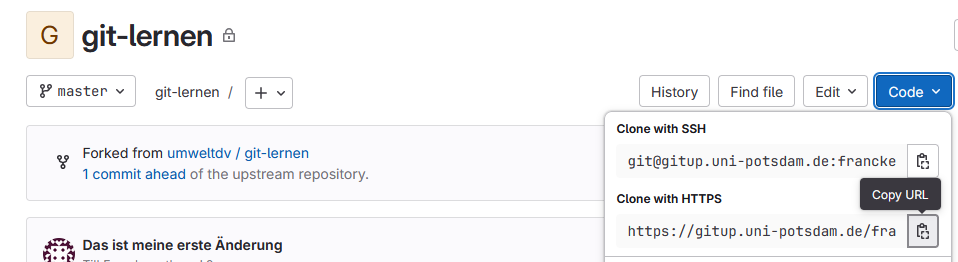 G git-lernen
master git-lernen / + History Find file Edit Code
Clone with SSH
git@gitup.uni-potsdam.de:francke
Forked from umweltdv / git-lernen
1 commit ahead of the upstream repository.
Copy URL
Clone with HTTPS
https://gitup.uni-potsdam.de/fra
Das ist meine erste Änderung